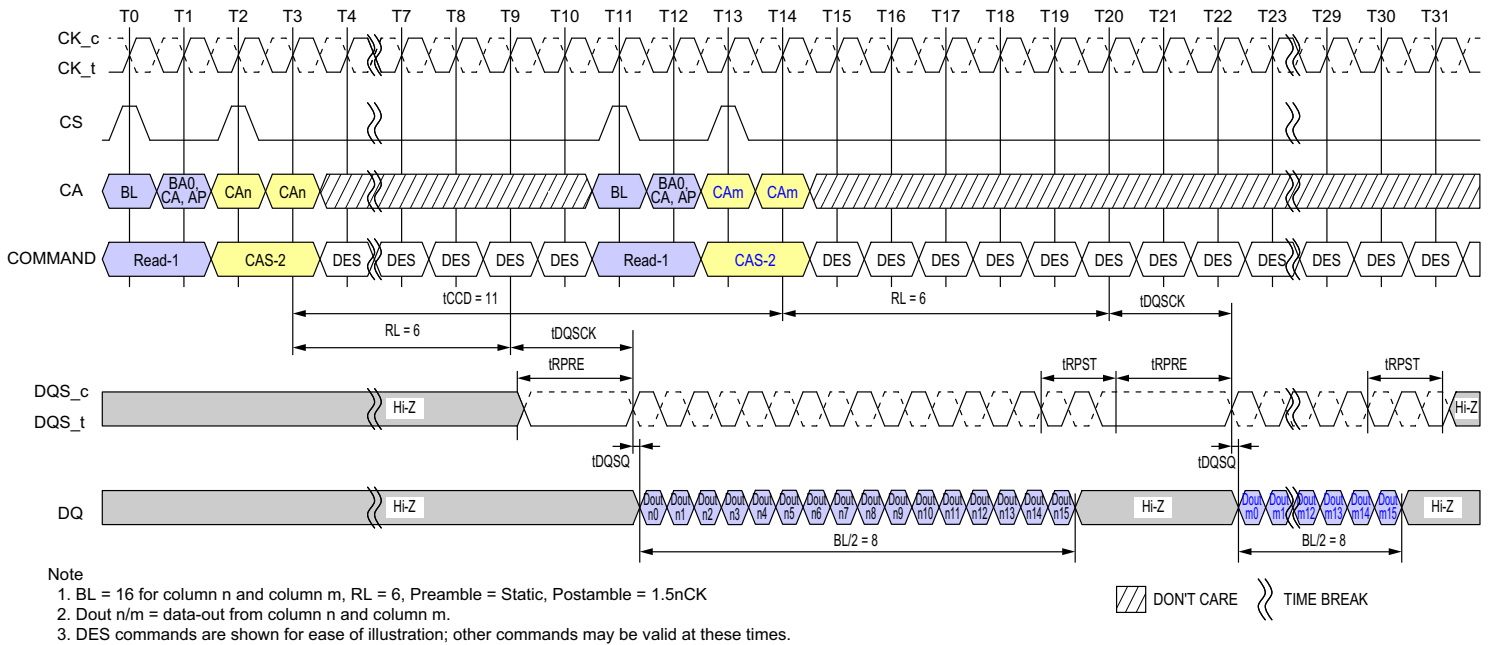 T0 T1 T2 T3 T4 T7 T8 T9 T10 T11 T12 T13 T14 T15 T16 T17 T18 T19 T20 T21 T22 T23 T29 T30 T31
CK_c
CK_t
CS
CA BL BA0, CA, AP CAn CAn BL BA0, CA, AP CAm CAm
COMMAND Read-1 CAS-2 DES DES DES DES DES Read-1 CAS-2 DES DES DES DES DES DES DES DES DES DES DES DES
tCCD = 11 RL = 6 tDQSCK
RL = 6 tDQSCK
tRPRE tRPST tRPRE tRPST
DQS_c
DQS_t
Hi-Z Hi-Z
tDQSQ tDQSQ
DQ Hi-Z Dout n0 Dout n1 Dout n2 Dout n3 Dout n4 Dout n5 Dout n6 Dout n7 Dout n8 Dout n9 Dout n10 Dout n11 Dout n12 Dout n13 Dout n14 Dout n15 Hi-Z Dout m0 Dout m1 Dout m12 Dout m13 Dout m14 Dout m15 Hi-Z
BL/2 = 8 BL/2 = 8
Note
1. BL = 16 for column n and column m, RL = 6, Preamble = Static, Postamble = 1.5nCK
2. Dout n/m = data-out from column n and column m.
3. DES commands are shown for ease of illustration; other commands may be valid at these times.
DON'T CARE TIME BREAK